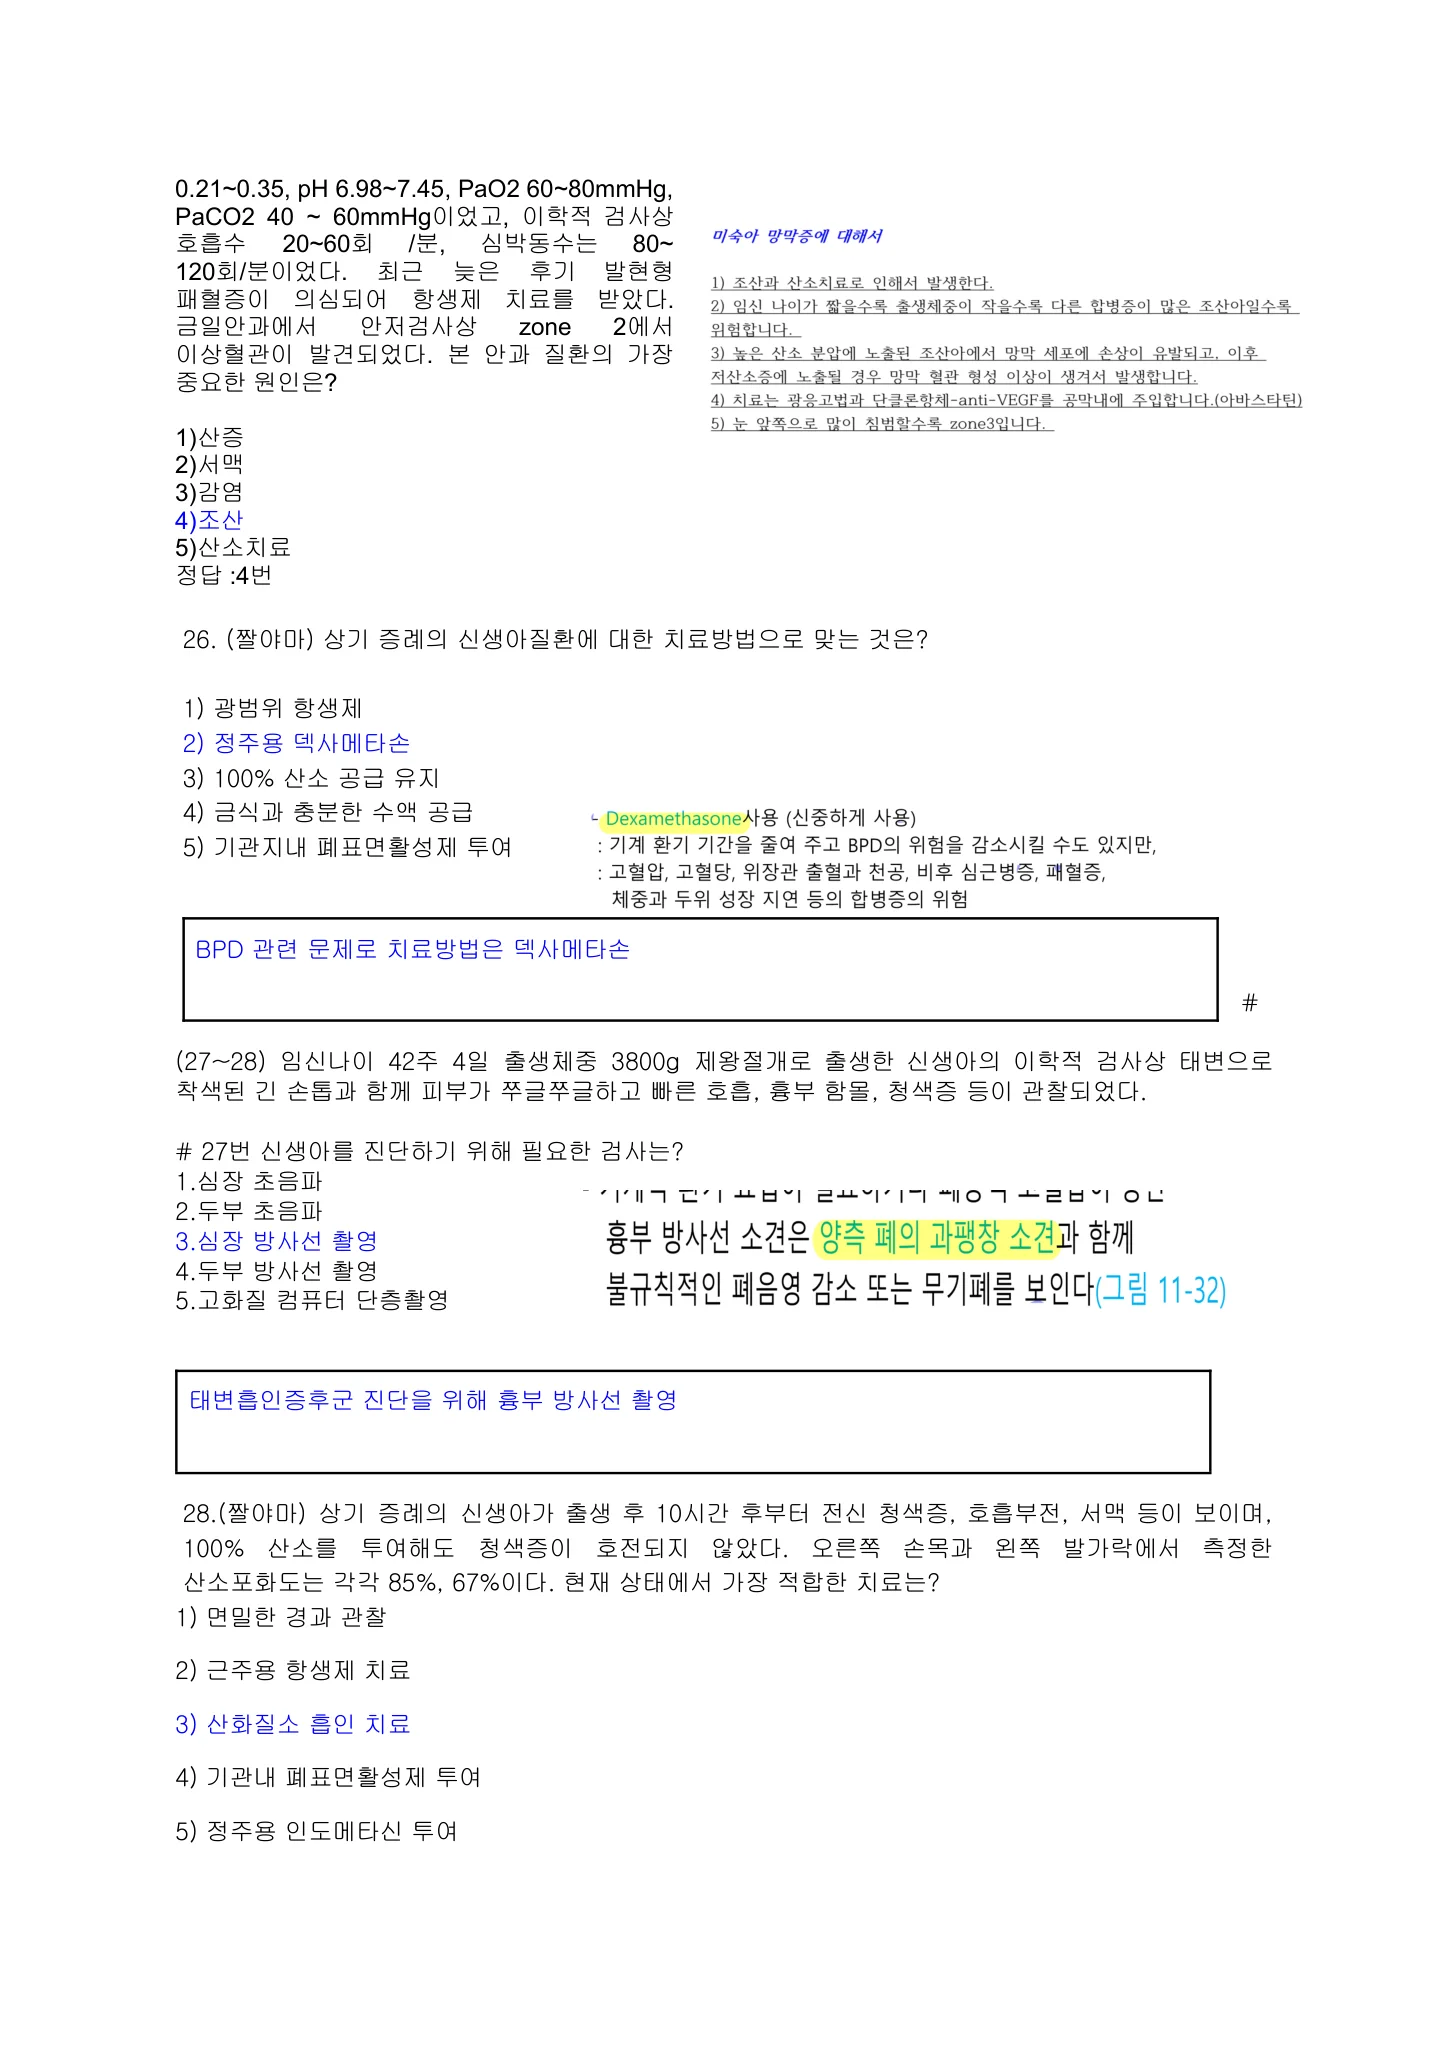 0.21~0.35, pH 6.98~7.45, PaO2 60~80mmHg,
PaCO2 40 ~ 60mmHg이었고, 이학적 검사상
호흡수 20~60회 /분, 심박동수는 80~
120회/분이었다. 최근 늦은 후기 발현형
패혈증이 의심되어 항생제 치료를 받았다.
금일안과에서 안저검사상 zone 2에서
이상혈관이 발견되었다. 본 안과 질환의 가장
중요한 원인은?
1)산증
2)서맥
3)감염
4)조산
5)산소치료
정답 :4번
미숙아 망막증에 대해서
1) 조산과 산소치료로 인해서 발생한다.
2) 임신 나이가 짧을수록 출생체중이 작을수록 다른 합병증이 많은 조산아일수록
위험합니다.
3) 높은 산소 분압에 노출된 조산아에서 망막 세포에 손상이 유발되고, 이후
저산소증에 노출될 경우 망막 혈관 형성 이상이 생겨서 발생합니다.
4) 치료는 광응고법과 단클론항체-anti-VEGF를 공막내에 주입합니다.(아바스타틴)
5) 눈 앞쪽으로 많이 침범할수록 zone3입니다.
26. (짤야마) 상기 증례의 신생아질환에 대한 치료방법으로 맞는 것은?
1) 광범위 항생제
2) 정주용 덱사메타손
3) 100% 산소 공급 유지
4) 금식과 충분한 수액 공급
5) 기관지내 폐표면활성제 투여
- Dexamethasone사용 (신중하게 사용)
: 기계 환기 기간을 줄여 주고 BPD의 위험을 감소시킬 수도 있지만,
: 고혈압, 고혈당, 위장관 출혈과 천공, 비후 심근병증, 패혈증,
체중과 두위 성장 지연 등의 합병증의 위험
BPD 관련 문제로 치료방법은 덱사메타손
#
(27~28) 임신나이 42주 4일 출생체중 3800g 제왕절개로 출생한 신생아의 이학적 검사상 태변으로
착색된 긴 손톱과 함께 피부가 쭈글쭈글하고 빠른 호흡, 흉부 함몰, 청색증 등이 관찰되었다.
# 27번 신생아를 진단하기 위해 필요한 검사는?
1.심장 초음파
2.두부 초음파
3.심장 방사선 촬영
4.두부 방사선 촬영
5.고화질 컴퓨터 단층촬영
흉부 방사선 소견은 양측 폐의 과팽창 소견과 함께
불규칙적인 폐음영 감소 또는 무기폐를 보인다(그림 11-32)
태변흡인증후군 진단을 위해 흉부 방사선 촬영
28.(짤야마) 상기 증례의 신생아가 출생 후 10시간 후부터 전신 청색증, 호흡부전, 서맥 등이 보이며,
100% 산소를 투여해도 청색증이 호전되지 않았다. 오른쪽 손목과 왼쪽 발가락에서 측정한
산소포화도는 각각 85%, 67%이다. 현재 상태에서 가장 적합한 치료는?
1) 면밀한 경과 관찰
2) 근주용 항생제 치료
3) 산화질소 흡인 치료
4) 기관내 폐표면활성제 투여
5) 정주용 인도메타신 투여